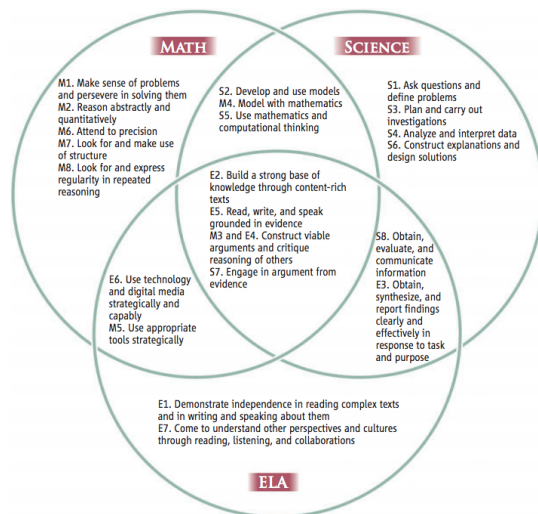 MATH
SCIENCE
M1. Make sense of problems
and persevere in solving them
M2. Reason abstractly and
quantitatively
M6. Attend to precision
M7. Look for and make use
of structure
M8. Look for and express
regularity in repeated
reasoning
S2. Develop and use models
M4. Model with mathematics
S5. Use mathematics and
computational thinking
S1. Ask questions and
define problems
S3. Plan and carry out
investigations
S4. Analyze and interpret data
S6. Construct explanations and
design solutions
E2. Build a strong base of
knowledge through content-rich
texts
E5. Read, write, and speak
grounded in evidence
M3 and E4. Construct viable
arguments and critique
reasoning of others
S7. Engage in argument from
evidence
E6. Use technology
and digital media
strategically and
capably
M5. Use appropriate
tools strategically
S8. Obtain,
evaluate, and
communicate
information
E3. Obtain,
synthesize, and
report findings
clearly and
effectively in
response to task
and purpose
E1. Demonstrate independence in reading complex texts
and in writing and speaking about them
E7. Come to understand other perspectives and cultures
through reading, listening, and collaborations
ELA